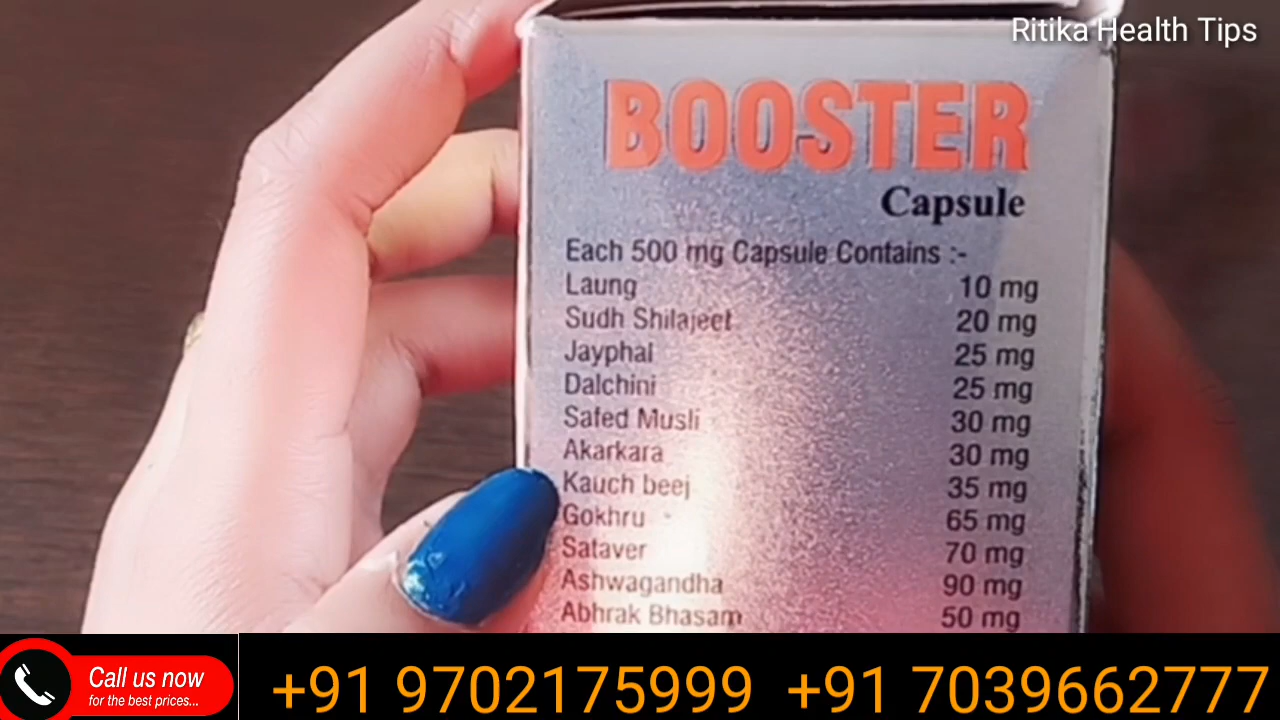 Ritika Health Tips
BOOSTER
Capsule
Each 500 mg Capsule Contains :-
Laung 10 mg
Sudh Shilajeet 20 mg
Jayphal 25 mg
Dalchini 25 mg
Safed Musli 30 mg
Akarkara 30 mg
Kauch beej 35 mg
Gokhru 65 mg
Sataver 70 mg
Ashwagandha 90 mg
Abhrak Bhasam 50 mg
Call us now
for the best prices...
+91 9702175999 +91 7039662777